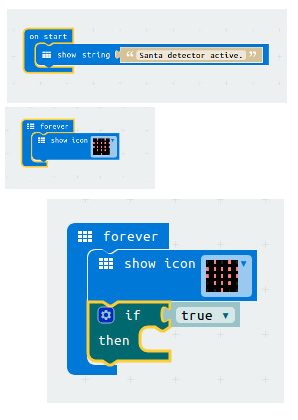 on start
show string “ Santa detector active. ”
forever
show icon
forever
show icon
if true
then